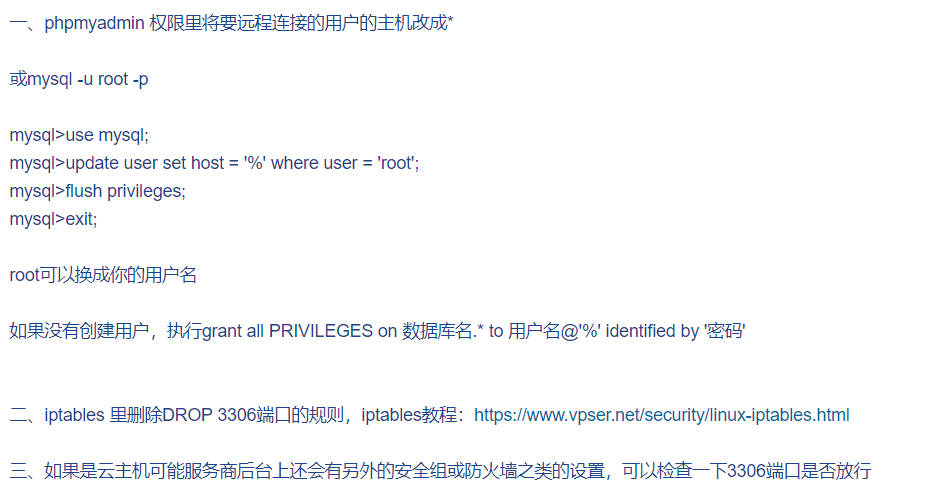 一、phpmyadmin 权限里将要远程连接的用户的主机改成*
或mysql -u root -p
mysql>use mysql;
mysql>update user set host = '%' where user = 'root';
mysql>flush privileges;
mysql>exit;
root可以换成你的用户名
如果没有创建用户，执行grant all PRIVILEGES on 数据库名.* to 用户名@'%' identified by '密码'
二、iptables 里删除DROP 3306端口的规则，iptables教程：https://www.vpser.net/security/linux-iptables.html
三、如果是云主机可能服务商后台上还会有另外的安全组或防火墙之类的设置，可以检查一下3306端口是否放行